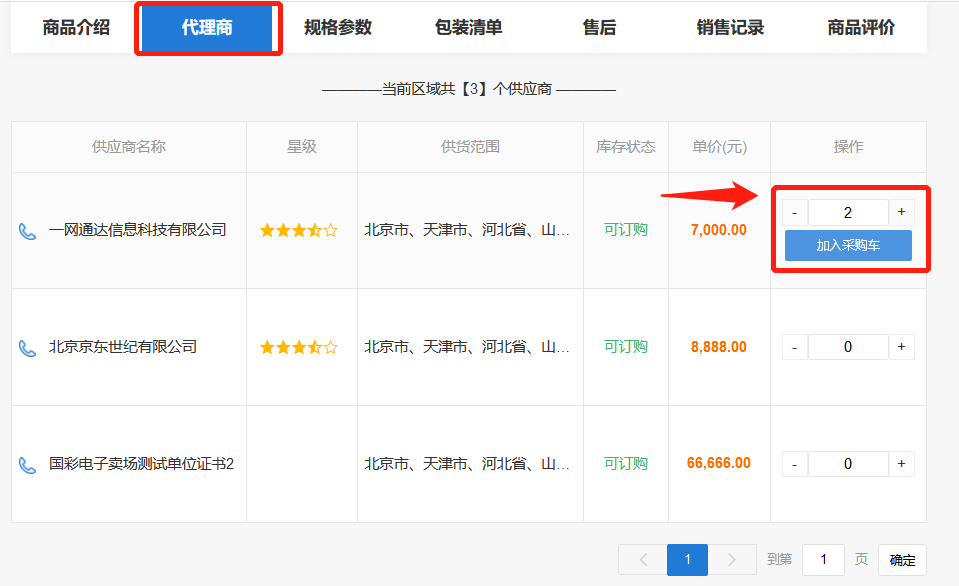 商品介绍 代理商 规格参数 包装清单 售后 销售记录 商品评价
————当前区域共【3】个供应商 ————
供应商名称 星级 供货范围 库存状态 单价(元) 操作
一网通达信息科技有限公司 北京市、天津市、河北省、山... 可订购 7,000.00 - 2 +
加入采购车
北京京东世纪有限公司 北京市、天津市、河北省、山... 可订购 8,888.00 - 0 +
国彩电子卖场测试单位证书2 北京市、天津市、河北省、山... 可订购 66,666.00 - 0 +
< 1 > 到第 1 页 确定